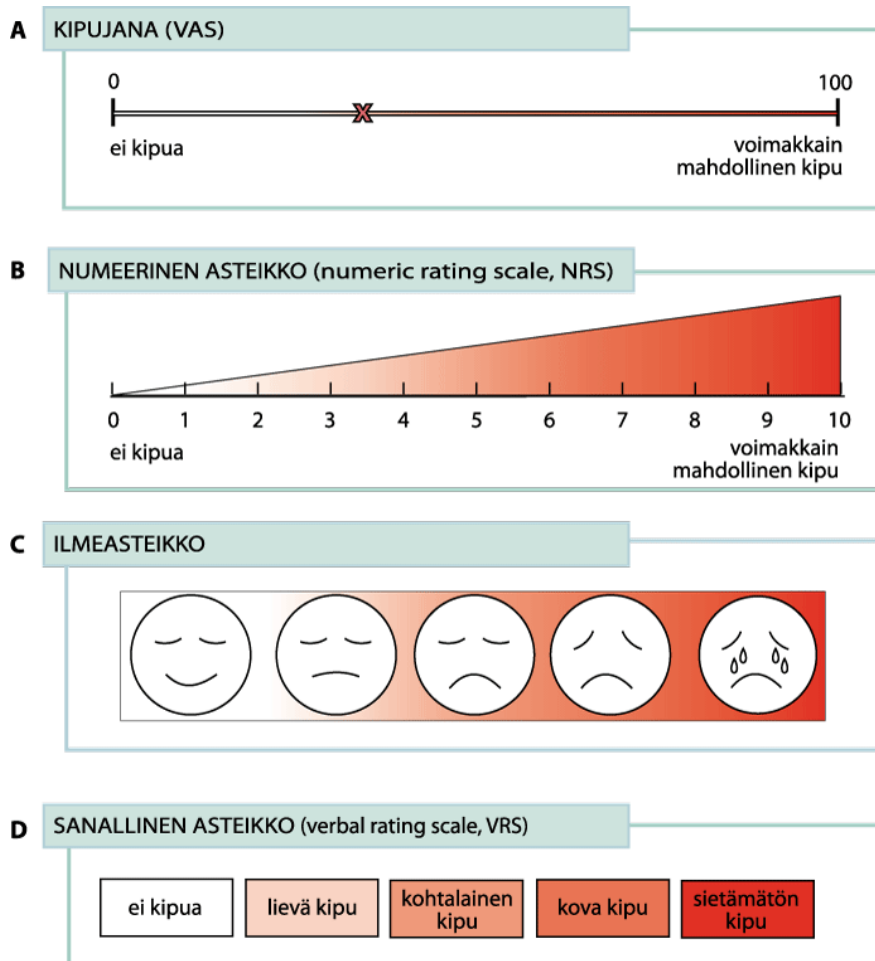 A KIPUJANA (VAS)
0 100
ei kipua
voimakkain
mahdollinen kipu
B NUMEERINEN ASTEIKKO (numeric rating scale, NRS)
0 1 2 3 4 5 6 7 8 9 10
ei kipua
voimakkain
mahdollinen kipu
C ILMEASTEIKKO
D SANALLINEN ASTEIKKO (verbal rating scale, VRS)
ei kipua
lievä kipu
kohtalainen
kipu
kova kipu
sietämätön
kipu